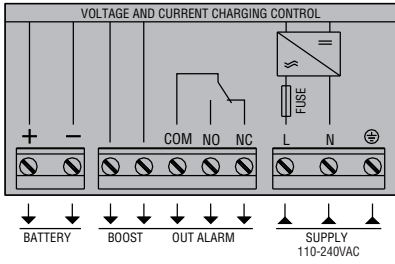 VOLTAGE AND CURRENT CHARGING CONTROL
FUSE
+ − COM NO NC L N
BATTERY BOOST OUT ALARM SUPPLY
110-240VAC